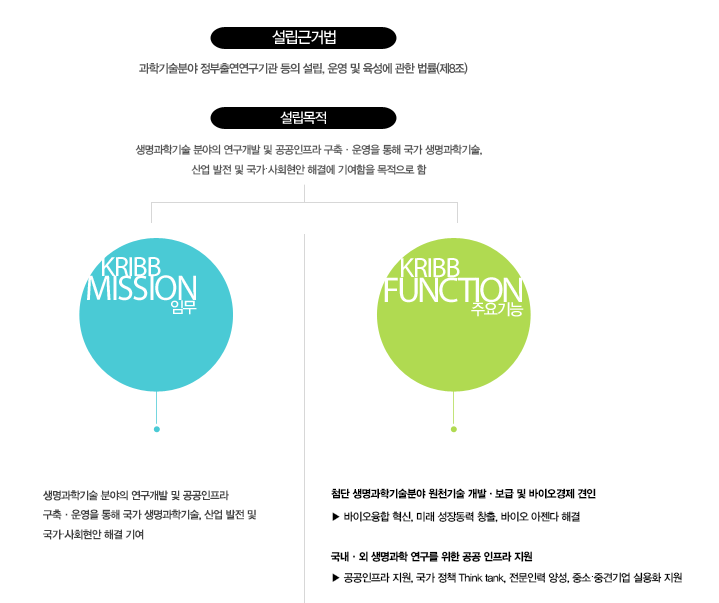 설립근거법
과학기술분야 정부출연연구기관 등의 설립, 운영 및 육성에 관한 법률(제8조)
설립목적
생명과학기술 분야의 연구개발 및 공공인프라 구축 · 운영을 통해 국가 생명과학기술,
산업 발전 및 국가·사회현안 해결에 기여함을 목적으로 함
KRIBB
MISSION
임무
KRIBB
FUNCTION
주요기능
생명과학기술 분야의 연구개발 및 공공인프라
구축 · 운영을 통해 국가 생명과학기술, 산업 발전 및
국가·사회현안 해결 기여
첨단 생명과학기술분야 원천기술 개발 · 보급 및 바이오경제 견인
▶ 바이오융합 혁신, 미래 성장동력 창출, 바이오 아젠다 해결
국내 · 외 생명과학 연구를 위한 공공 인프라 지원
▶ 공공인프라 지원, 국가 정책 Think tank, 전문인력 양성, 중소·중견기업 실용화 지원